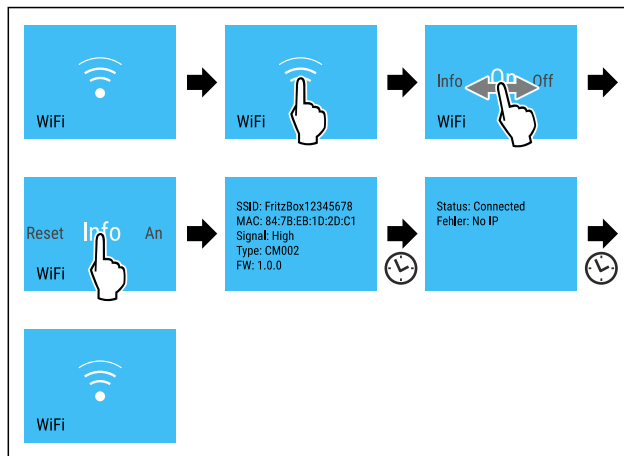 WiFi
WiFi
Info On Off
WiFi
Reset Info An
WiFi
SSID: FritzBox12345678
MAC: 84:7B:EB:1D:2D:C1
Signal: High
Type: CM002
FW: 1.0.0
Status: Connected
Fehler: No IP
WiFi